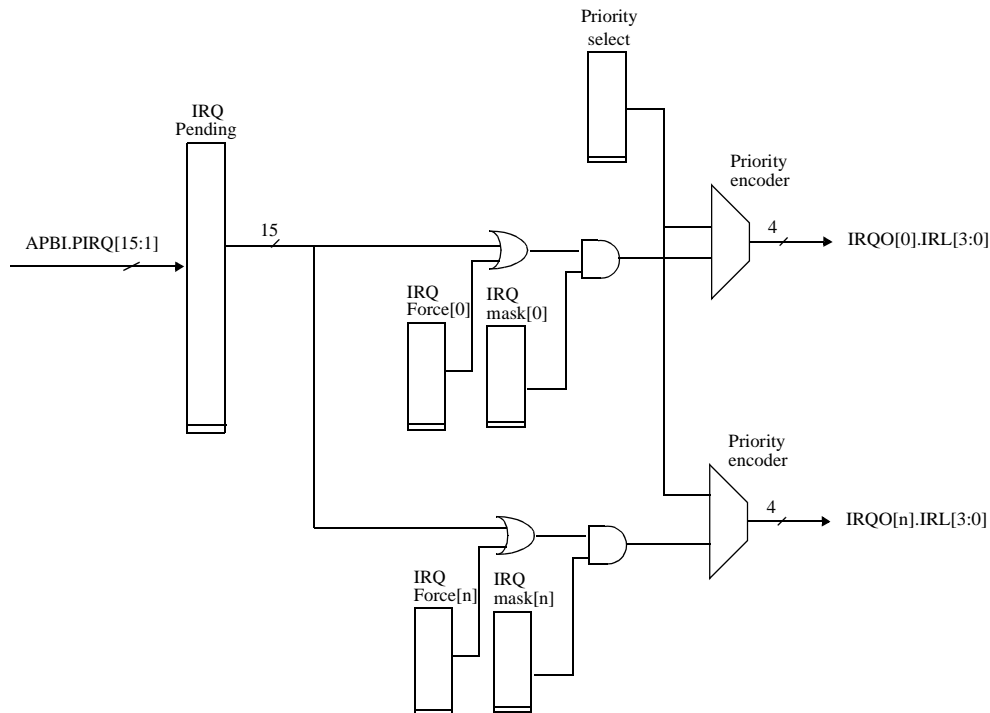 Priority
select
IRQ
Pending
Priority
encoder
15
4
APBI.PIRQ[15:1]
IRQO[0].IRL[3:0]
IRQ
Force[0]
IRQ
mask[0]
Priority
encoder
4
IRQO[n].IRL[3:0]
IRQ
Force[n]
IRQ
mask[n]